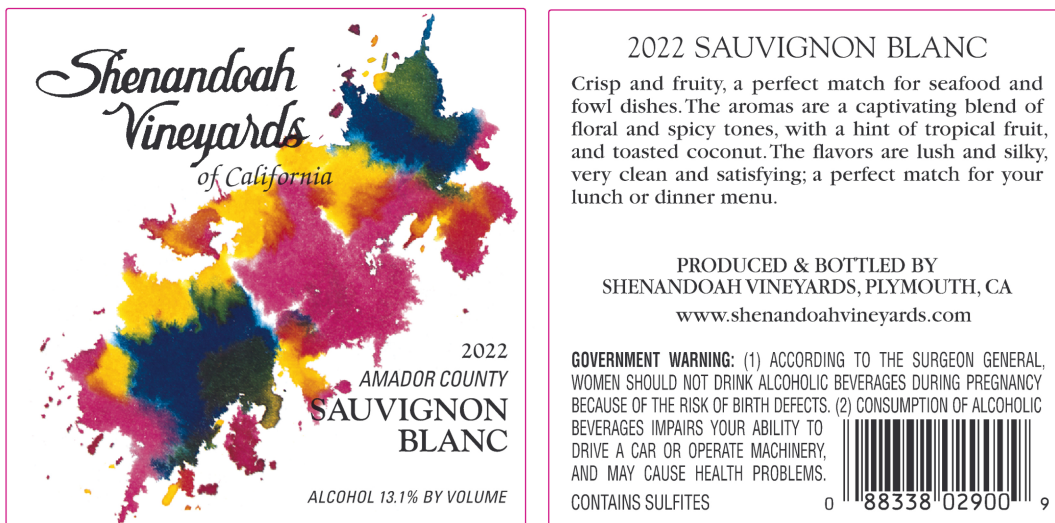 Shenandoah
Vineyards
of California
2022
AMADOR COUNTY
SAUVIGNON
BLANC
ALCOHOL 13.1% BY VOLUME
2022 SAUVIGNON BLANC
Crisp and fruity, a perfect match for seafood and
fowl dishes. The aromas are a captivating blend of
floral and spicy tones, with a hint of tropical fruit,
and toasted coconut. The flavors are lush and silky,
very clean and satisfying; a perfect match for your
lunch or dinner menu.
PRODUCED & BOTTLED BY
SHENANDOAH VINEYARDS, PLYMOUTH, CA
www.shenandoahvineyards.com
GOVERNMENT WARNING: (1) ACCORDING TO THE SURGEON GENERAL,
WOMEN SHOULD NOT DRINK ALCOHOLIC BEVERAGES DURING PREGNANCY
BECAUSE OF THE RISK OF BIRTH DEFECTS. (2) CONSUMPTION OF ALCOHOLIC
BEVERAGES IMPAIRS YOUR ABILITY TO
DRIVE A CAR OR OPERATE MACHINERY,
AND MAY CAUSE HEALTH PROBLEMS.
CONTAINS SULFITES
0 88338 02900 9